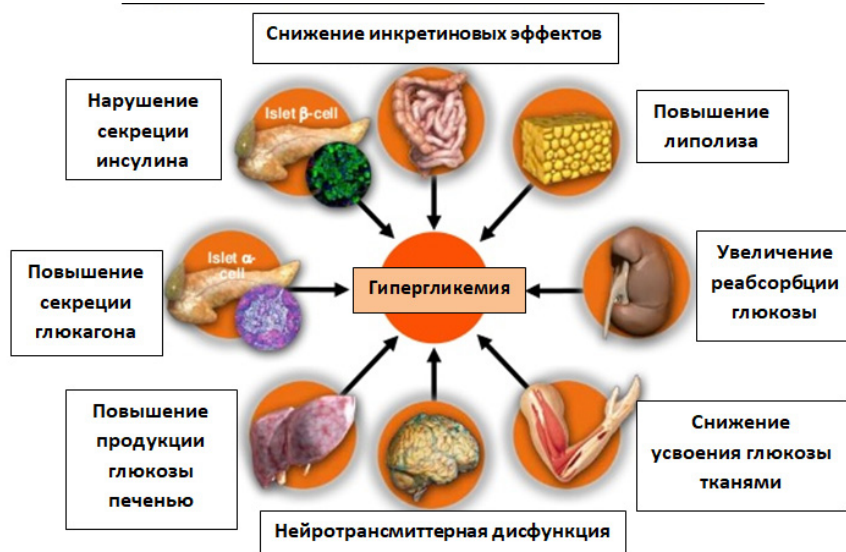 Снижение инкретиновых эффектов
Нарушение
секреции
инсулина
Islet β-cell
Повышение
липолиза
Повышение
секреции
глюкагона
Islet α-
cell
Гипергликемия
Увеличение
реабсорбции
глюкозы
Повышение
продукции
глюкозы
печенью
Снижение
усвоения глюкозы
тканями
Нейротрансмиттерная дисфункция